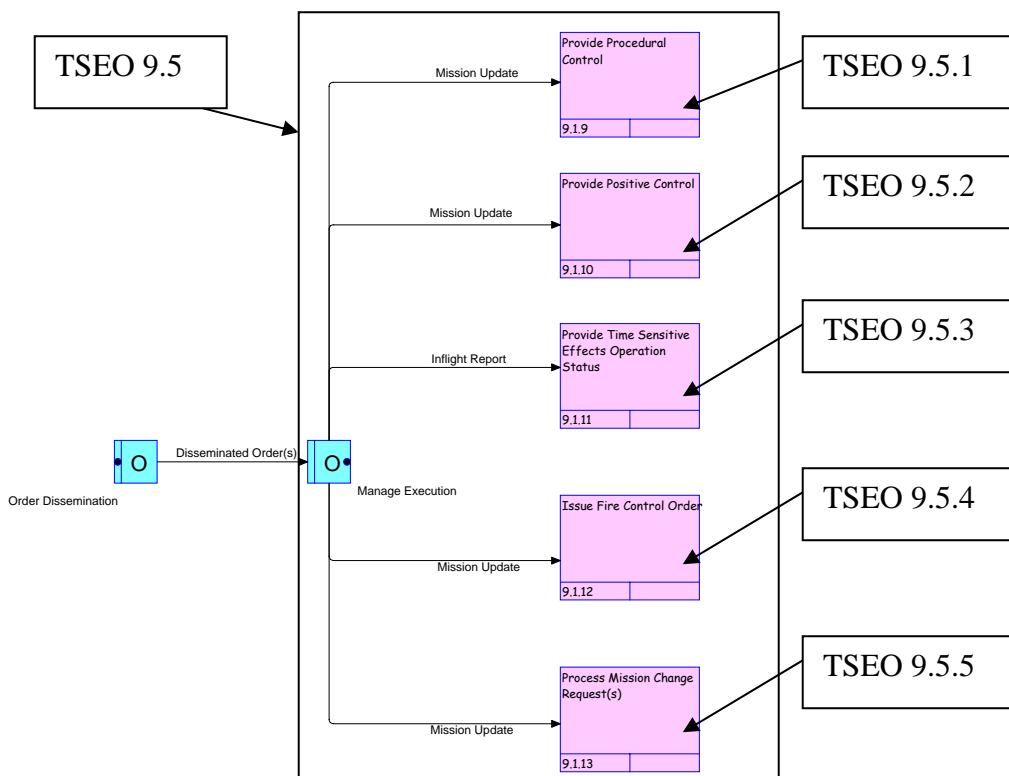 TSEO 9.5
Provide Procedural
Control
9.1.9
TSEO 9.5.1
Mission Update
Provide Positive Control
9.1.10
TSEO 9.5.2
Mission Update
Provide Time Sensitive
Effects Operation
Status
9.1.11
TSEO 9.5.3
Inflight Report
O
Order Dissemination
Disseminated Order(s)
O
Manage Execution
Issue Fire Control Order
9.1.12
TSEO 9.5.4
Mission Update
Process Mission Change
Request(s)
9.1.13
TSEO 9.5.5
Mission Update